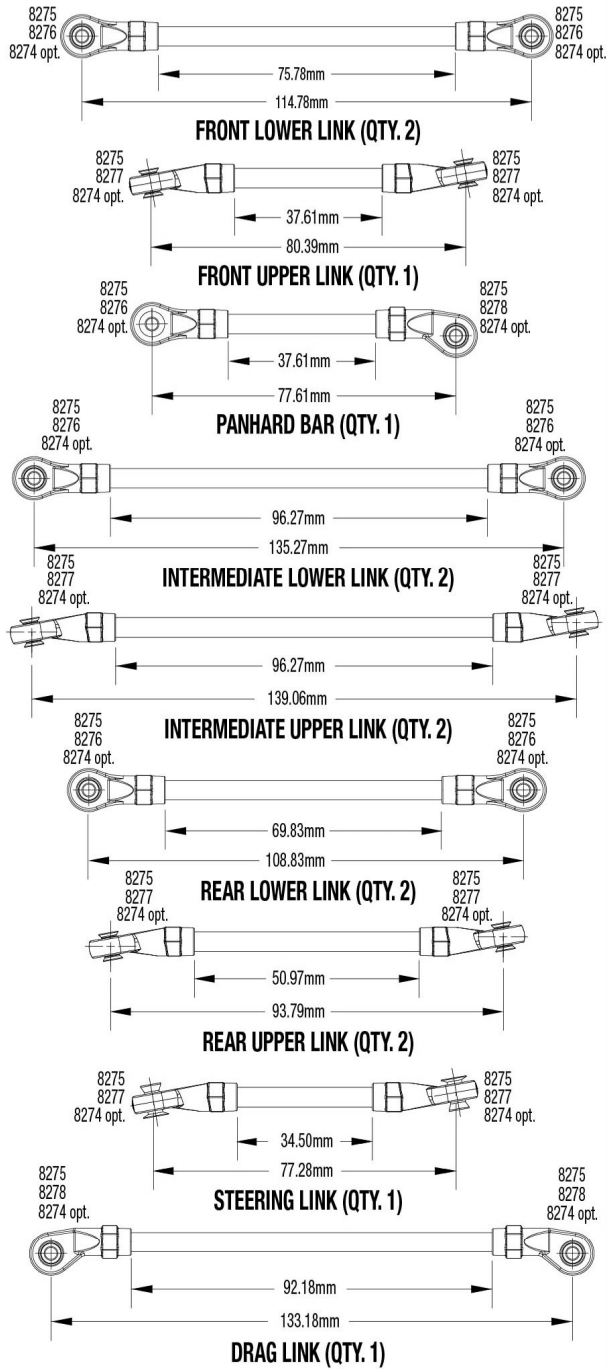 8275
8276
8274 opt.
8275
8276
8274 opt.
75.78mm
114.78mm
FRONT LOWER LINK (QTY. 2)
8275
8277
8274 opt.
8275
8277
8274 opt.
37.61mm
80.39mm
FRONT UPPER LINK (QTY. 1)
8275
8276
8274 opt.
8275
8278
8274 opt.
37.61mm
77.61mm
PANHARD BAR (QTY. 1)
8275
8276
8274 opt.
8275
8276
8274 opt.
96.27mm
135.27mm
INTERMEDIATE LOWER LINK (QTY. 2)
8275
8277
8274 opt.
8275
8277
8274 opt.
96.27mm
139.06mm
INTERMEDIATE UPPER LINK (QTY. 2)
8275
8276
8274 opt.
8275
8276
8274 opt.
69.83mm
108.83mm
REAR LOWER LINK (QTY. 2)
8275
8277
8274 opt.
8275
8277
8274 opt.
50.97mm
93.79mm
REAR UPPER LINK (QTY. 2)
8275
8277
8274 opt.
8275
8277
8274 opt.
34.50mm
77.28mm
STEERING LINK (QTY. 1)
8275
8278
8274 opt.
8275
8278
8274 opt.
92.18mm
133.18mm
DRAG LINK (QTY. 1)